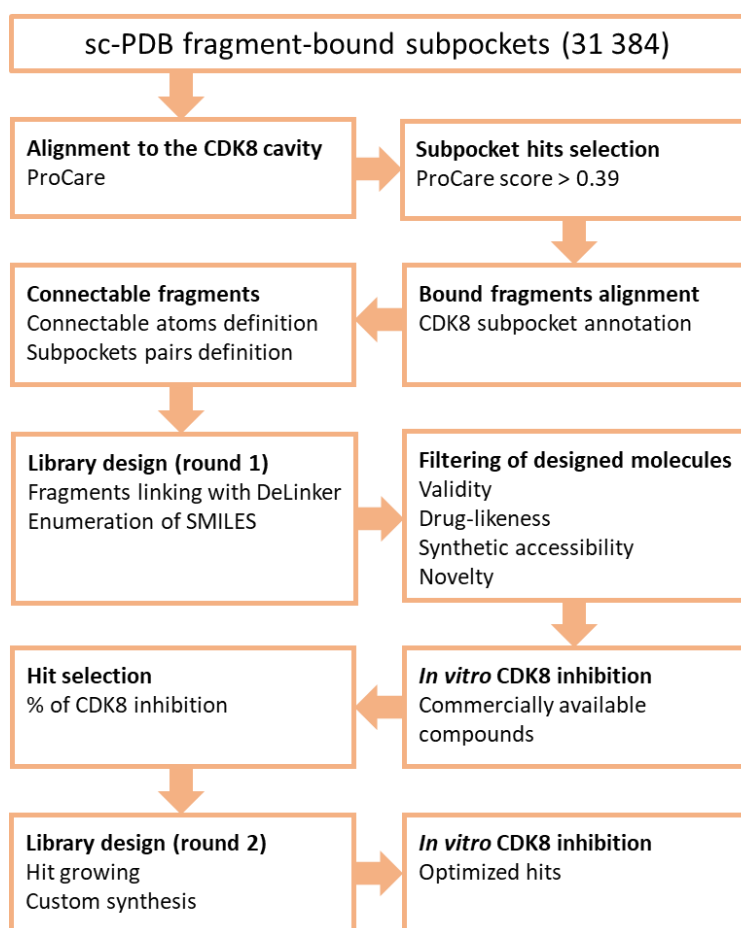 sc-PDB fragment-bound subpockets (31 384)
Alignment to the CDK8 cavity
ProCare
Subpocket hits selection
ProCare score > 0.39
Bound fragments alignment
CDK8 subpocket annotation
Connectable fragments
Connectable atoms definition
Subpockets pairs definition
Library design (round 1)
Fragments linking with DeLinker
Enumeration of SMILES
Filtering of designed molecules
Validity
Drug-likeness
Synthetic accessibility
Novelty
In vitro CDK8 inhibition
Commercially available
compounds
Hit selection
% of CDK8 inhibition
Library design (round 2)
Hit growing
Custom synthesis
In vitro CDK8 inhibition
Optimized hits